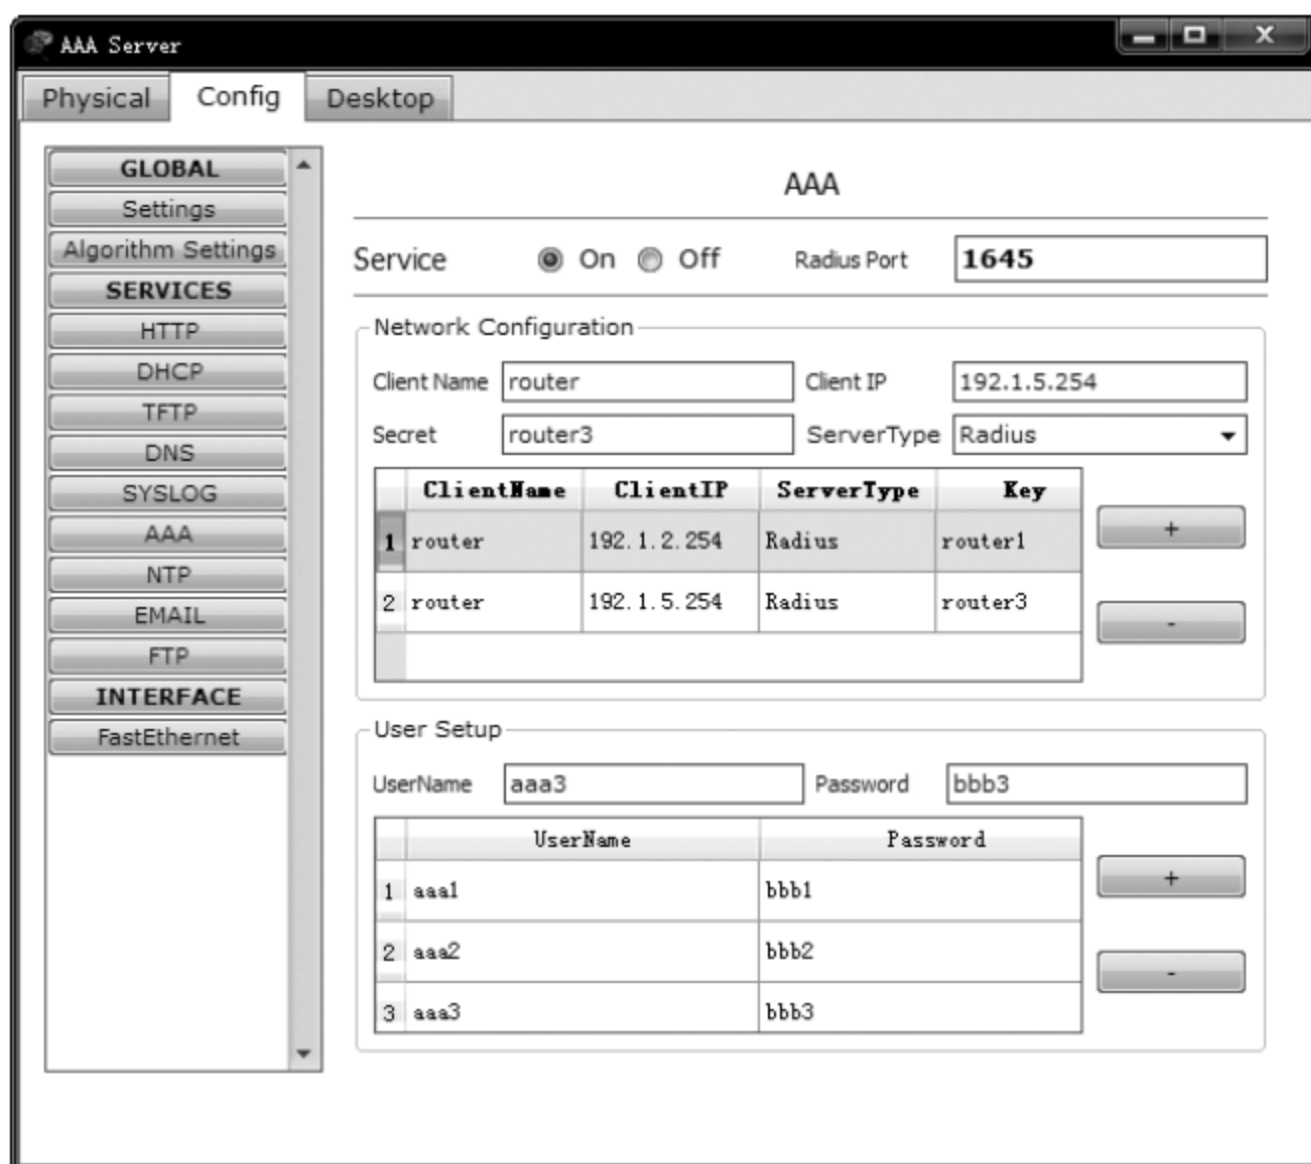 AAA Server
Physical Config Desktop
GLOBAL
Settings
Algorithm Settings
SERVICES
HTTP
DHCP
TFTP
DNS
SYSLOG
AAA
NTP
EMAIL
FTP
INTERFACE
FastEthernet
AAA
Service On Off Radius Port 1645
Network Configuration
Client Name router Client IP 192.1.5.254
Secret router3 ServerType Radius
ClientName ClientIP ServerType Key
1 router 192.1.2.254 Radius router1
2 router 192.1.5.254 Radius router3
+
-
User Setup
UserName aaa3 Password bbb3
UserName Password
1 aaa1 bbb1
2 aaa2 bbb2
3 aaa3 bbb3
+
-